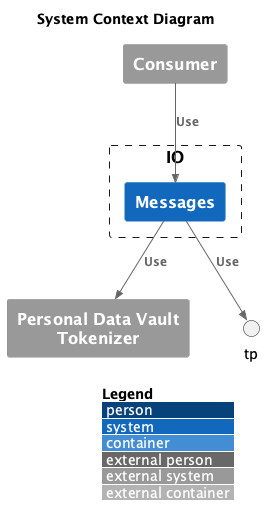 System Context Diagram
Consumer
Use
IO
Messages
Use
Use
Personal Data Vault
Tokenizer
tp
Legend
person
system
container
external person
external system
external container